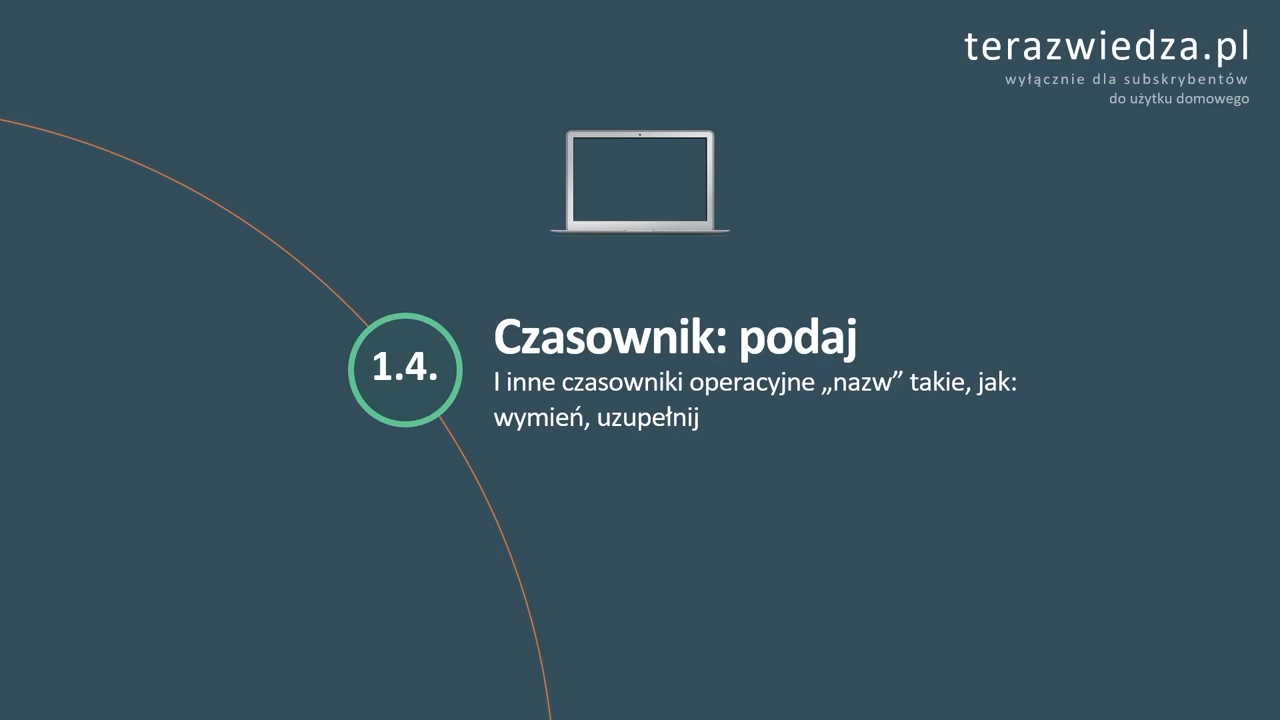 terazwiedza.pl
wyłącznie dla subskrybentów
do użytku domowego
1.4.
Czasownik: podaj
I inne czasowniki operacyjne „nazw” takie, jak:
wymień, uzupełnij